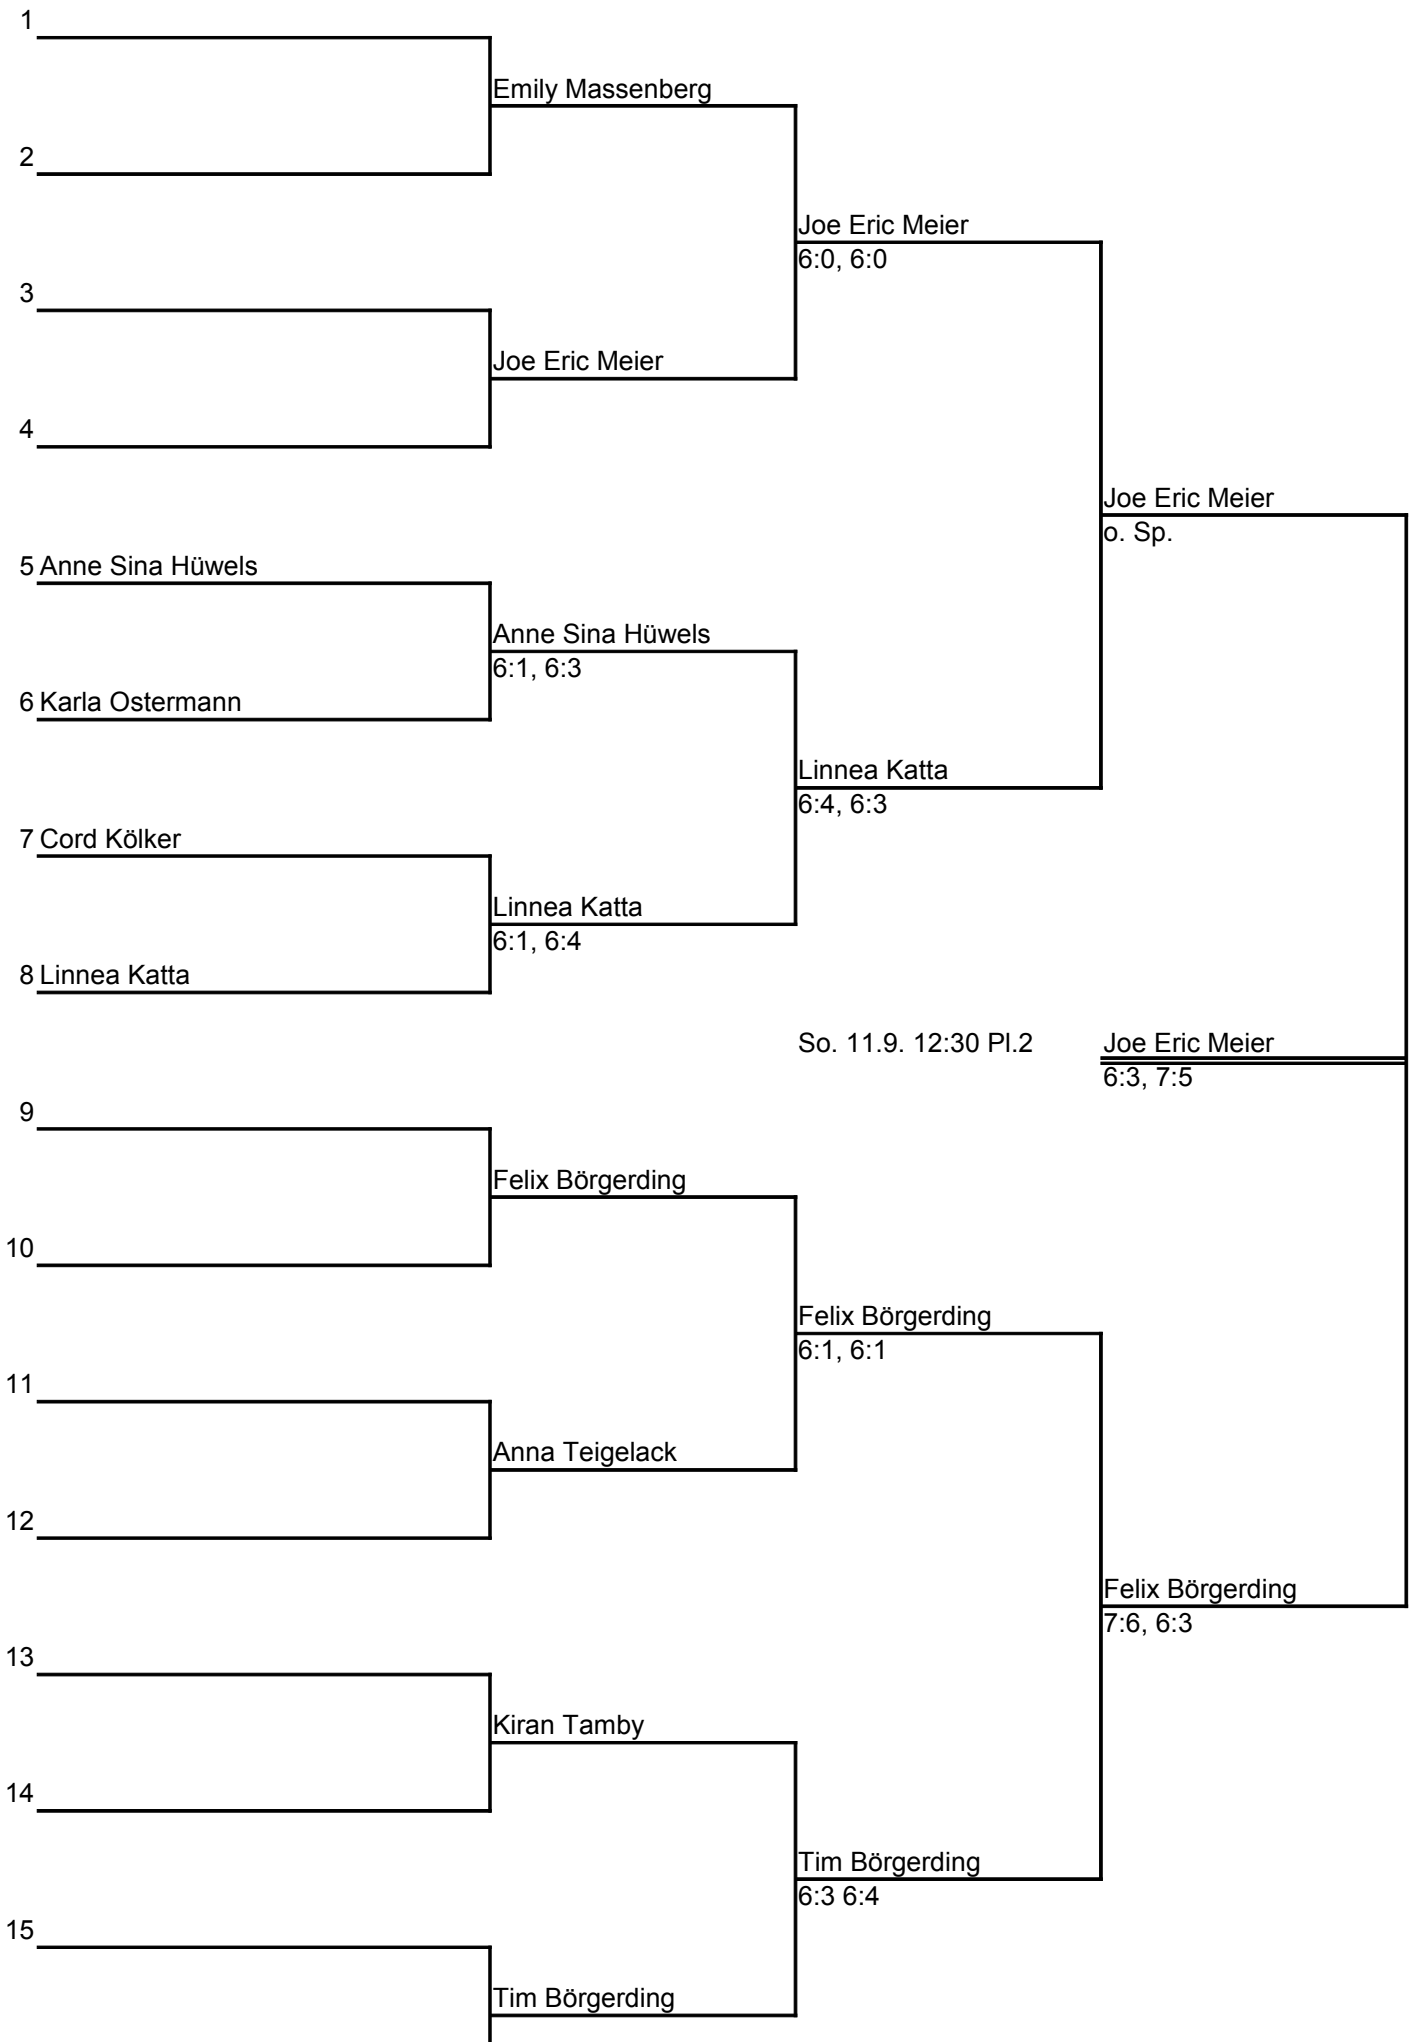 1
Emily Massenberg
2
Joe Eric Meier
6:0, 6:0
3
Joe Eric Meier
4
Joe Eric Meier
o. Sp.
5 Anne Sina Hüwels
Anne Sina Hüwels
6:1, 6:3
6 Karla Ostermann
Linnea Katta
6:4, 6:3
7 Cord Kölker
Linnea Katta
6:1, 6:4
8 Linnea Katta
So. 11.9. 12:30 Pl.2 Joe Eric Meier
6:3, 7:5
9
Felix Börgerding
10
Felix Börgerding
6:1, 6:1
11
Anna Teigelack
12
Felix Börgerding
7:6, 6:3
13
Kiran Tamby
14
Tim Börgerding
6:3 6:4
15
Tim Börgerding